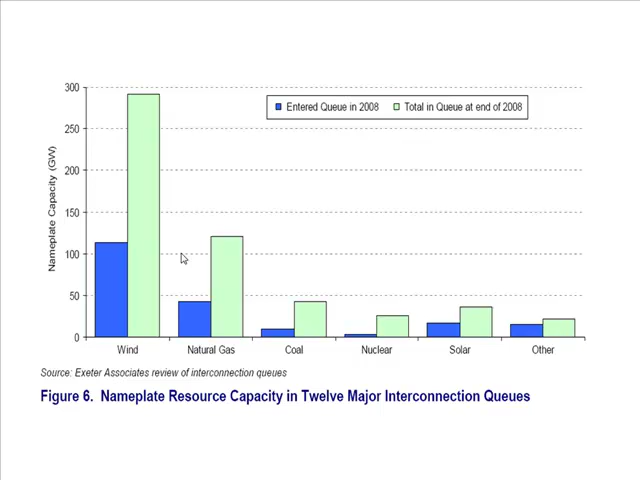 300
Entered Queue in 2008 Total in Queue at end of 2008
250
200
150
100
50
0
Nameplate Capacity (GW)
Wind Natural Gas Coal Nuclear Solar Other
Source: Exeter Associates review of interconnection queues
Figure 6. Nameplate Resource Capacity in Twelve Major Interconnection Queues